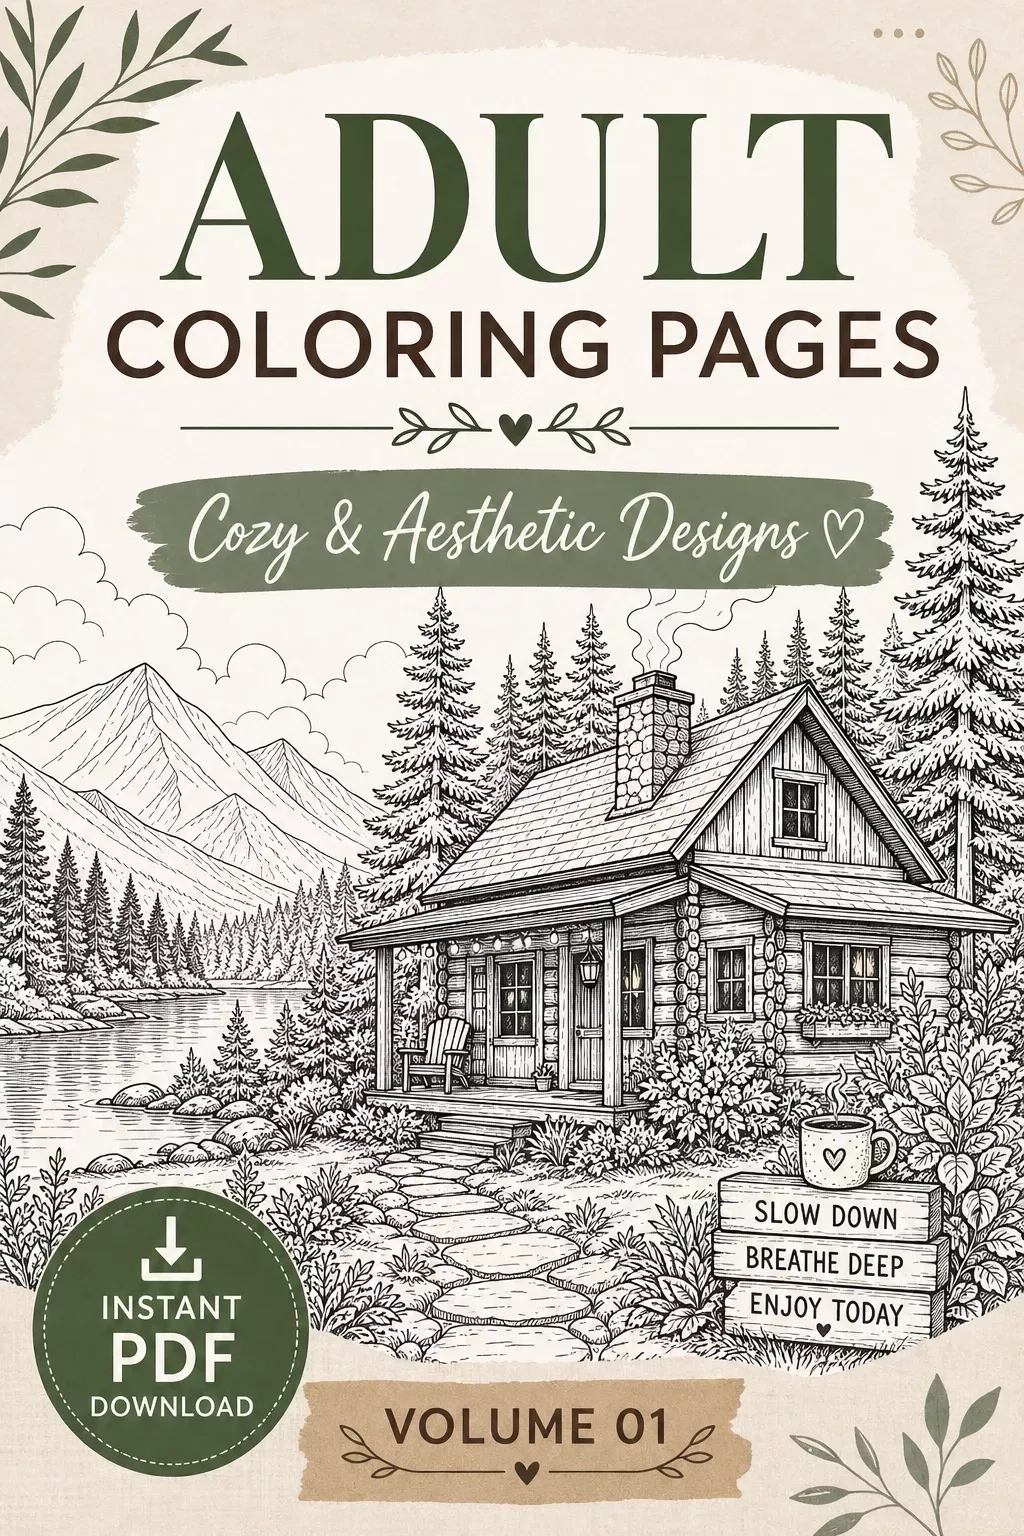 ADULT
COLORING PAGES
Cozy & Aesthetic Designs ♡
SLOW DOWN
BREATHE DEEP
ENJOY TODAY
INSTANT
PDF
DOWNLOAD
VOLUME 01